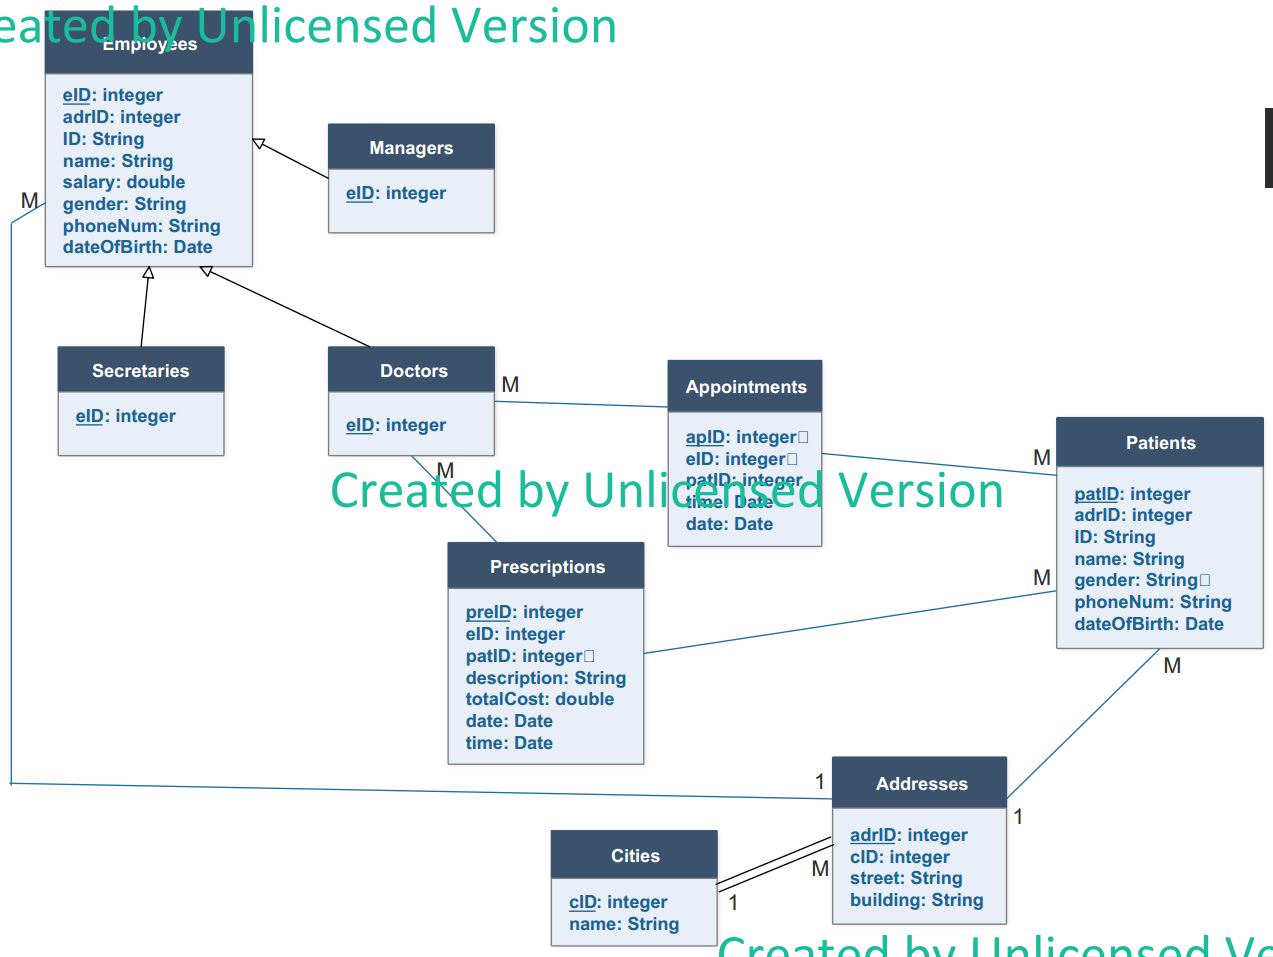 eated by Unlicensed Version
Employees
eID: integer
adrID: integer
ID: String
name: String
salary: double
gender: String
phoneNum: String
dateOfBirth: Date
Managers
eID: integer
M
Secretaries
eID: integer
Doctors
eID: integer
M
M
Appointments
apID: integer
eID: integer
patID: integer
time: Date
date: Date
Created by Unlicensed Version
Patients
patID: integer
adrID: integer
ID: String
name: String
gender: String
phoneNum: String
dateOfBirth: Date
M
M
M
Prescriptions
preID: integer
eID: integer
patID: integer
description: String
totalCost: double
date: Date
time: Date
1
Addresses
adrID: integer
cID: integer
street: String
building: String
1
M
Cities
cID: integer
name: String
1
Created by Unlicensed Ve